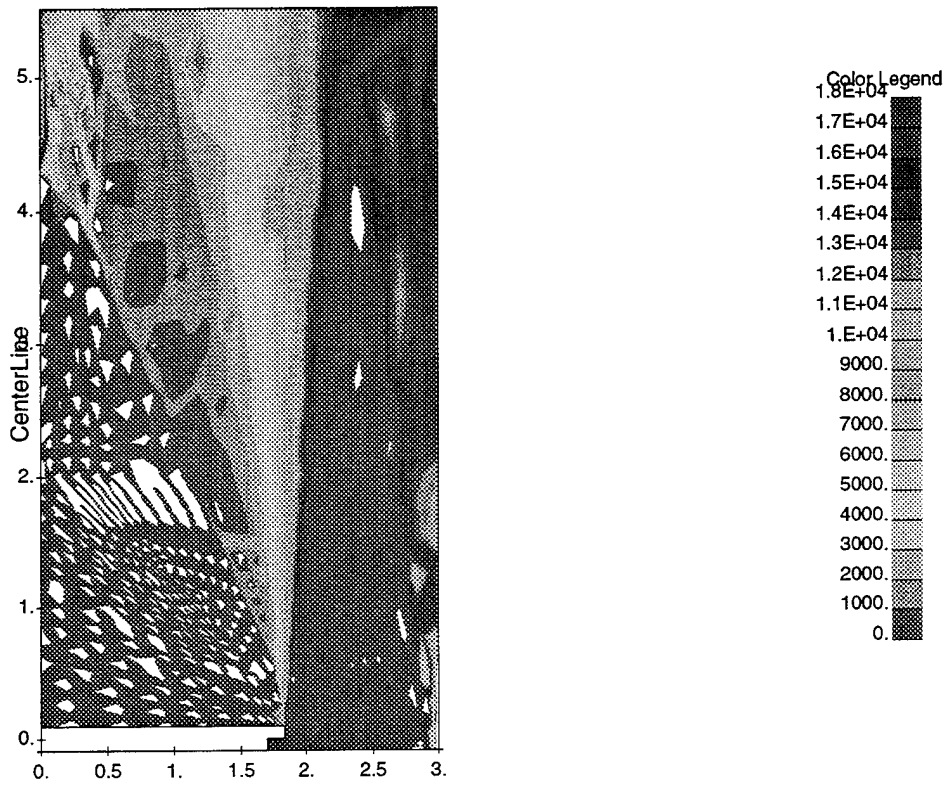 Color Legend
1.8E+04
1.7E+04
1.6E+04
1.5E+04
1.4E+04
1.3E+04
1.2E+04
1.1E+04
1.E+04
9000.
8000.
7000.
6000.
5000.
4000.
3000.
2000.
1000.
0.
5.
4.
3.
2.
1.
0.
CenterLine
0. 0.5 1. 1.5 2. 2.5 3.